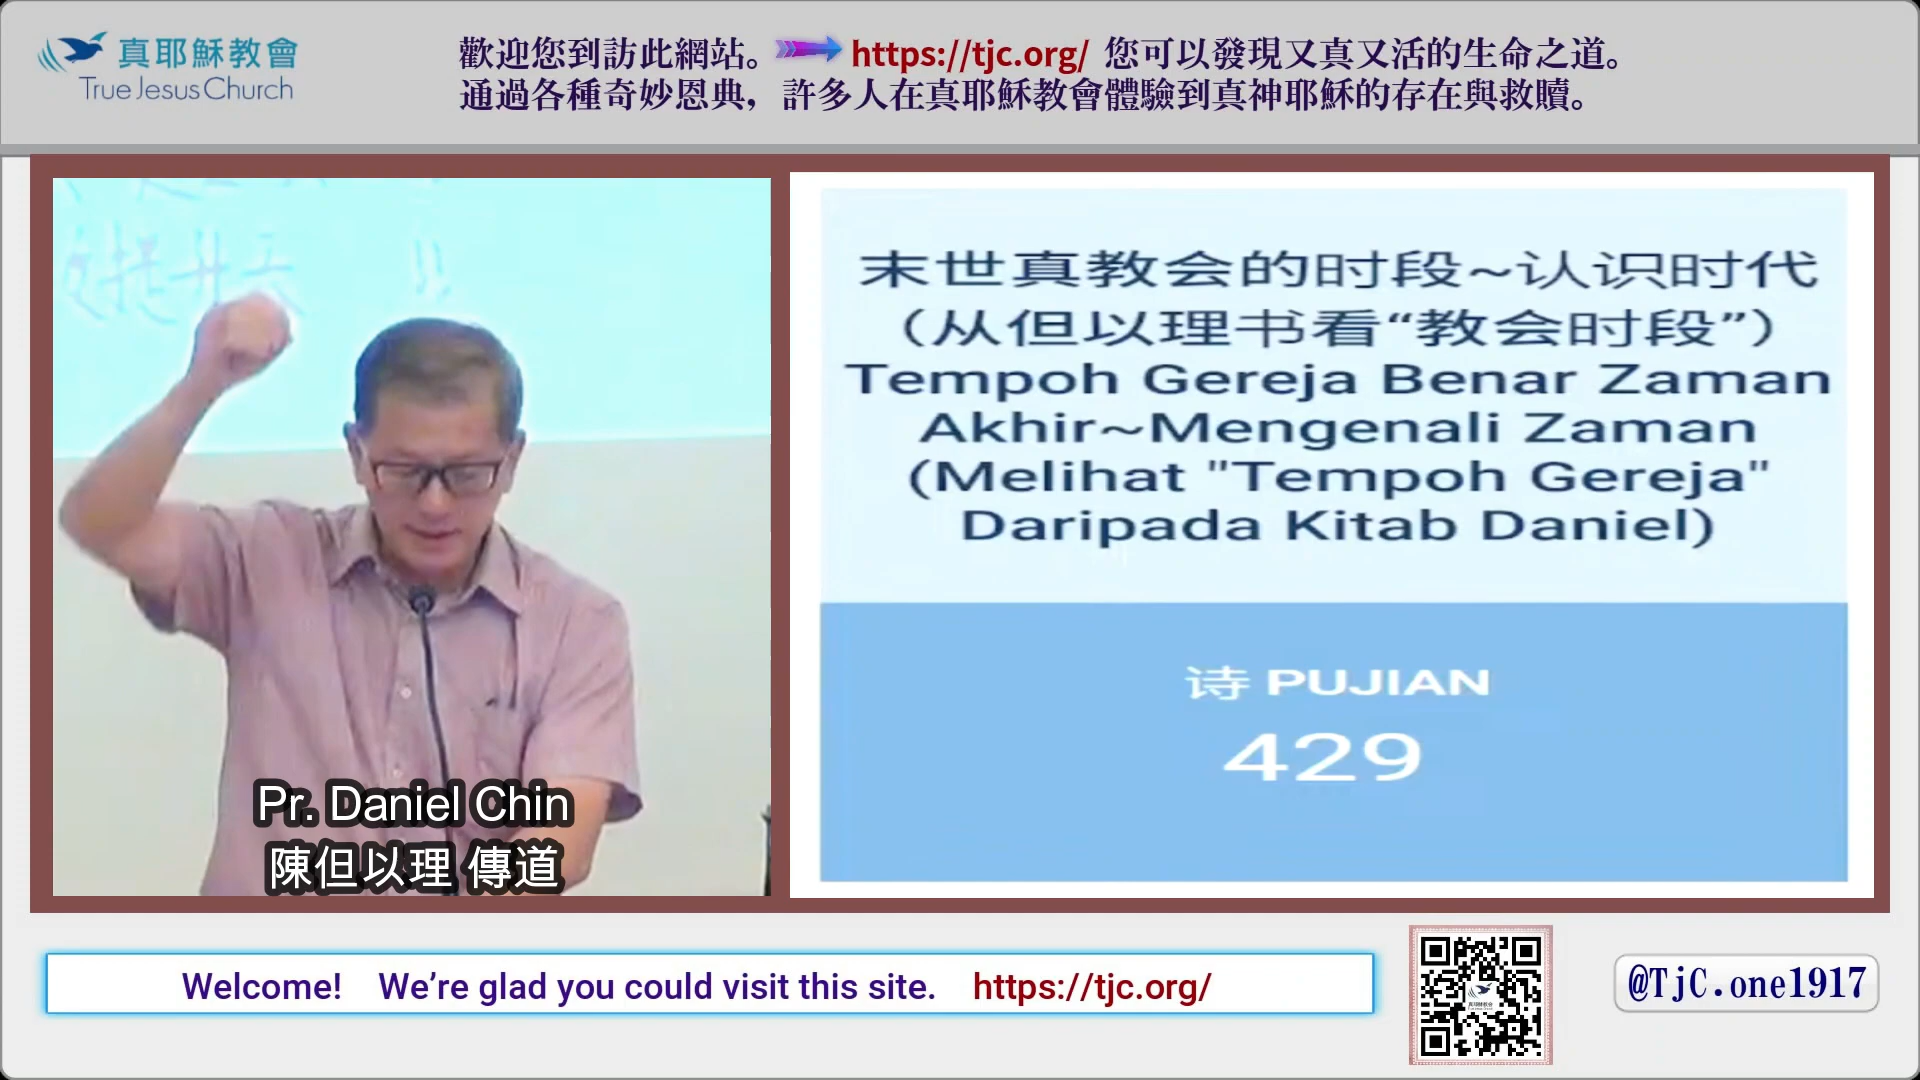 真耶穌教會
True Jesus Church
歡迎您到訪此網站。 https://tjc.org/ 您可以發現又真又活的生命之道。
通過各種奇妙恩典，許多人在真耶穌教會體驗到真神耶穌的存在與救贖。
末世真教会的时段~认识时代
（从但以理书看“教会时段”）
Tempoh Gereja Benar Zaman
Akhir~Mengenali Zaman
(Melihat "Tempoh Gereja"
Daripada Kitab Daniel)
诗 PUJIAN
429
Pr. Daniel Chin
陳但以理 傳道
Welcome! We’re glad you could visit this site. https://tjc.org/
@TjC.one1917